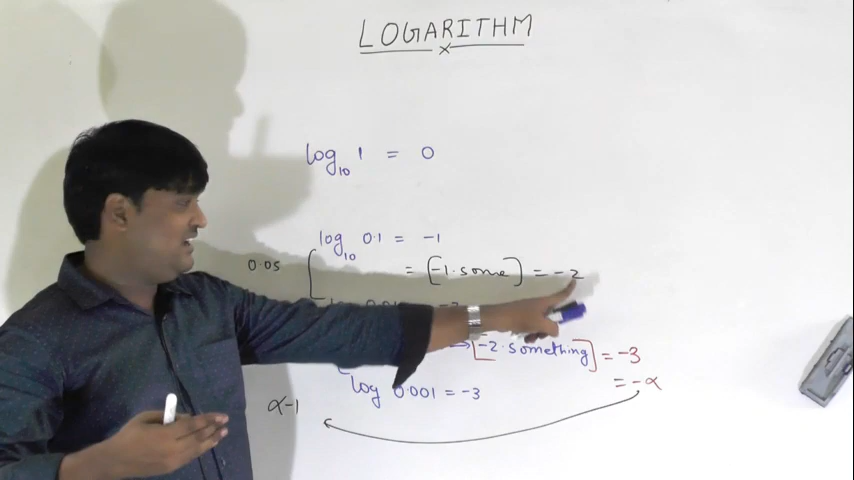 LOGARITHM
log₁₀ 1 = 0
log₁₀ 0.1 = -1
0.05 [ = [-1.some] = -2
→ [-2.something] = -3
= -α
log 0.001 = -3
α-1